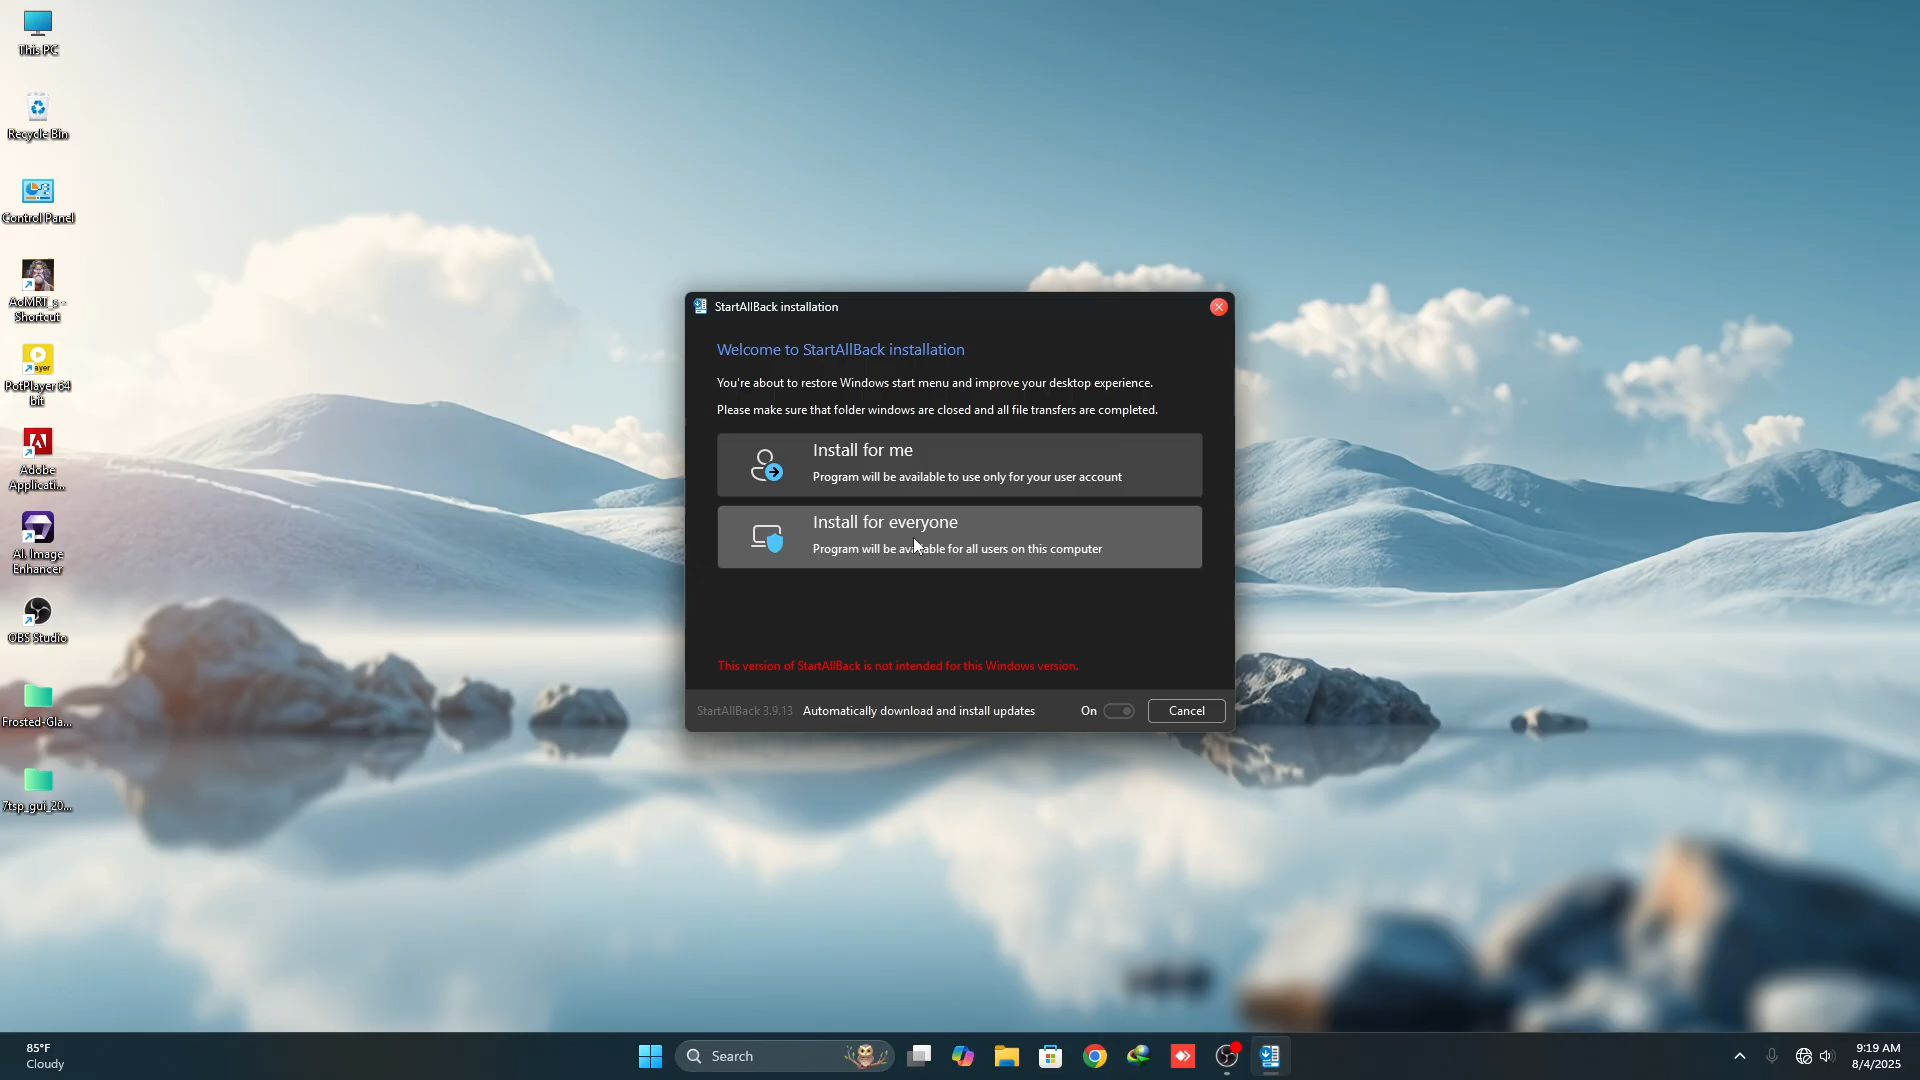 This PC
Recycle Bin
Control Panel
AoMRT_s -
Shortcut
PotPlayer 64
bit
Adobe
Applicati...
AI. Image
Enhancer
OBS Studio
Frosted-Gla...
7tsp_gui_20...
StartAllBack installation
Welcome to StartAllBack installation
You're about to restore Windows start menu and improve your desktop experience.
Please make sure that folder windows are closed and all file transfers are completed.
Install for me
Program will be available to use only for your user account
Install for everyone
Program will be available for all users on this computer
This version of StartAllBack is not intended for this Windows version.
StartAllBack 3.9.13 Automatically download and install updates On Cancel
85°F
Cloudy
Search
9:19 AM
8/4/2025